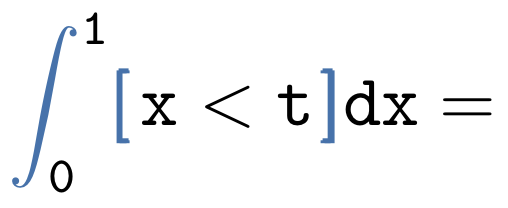 ∫₀¹ [x < t]dx =